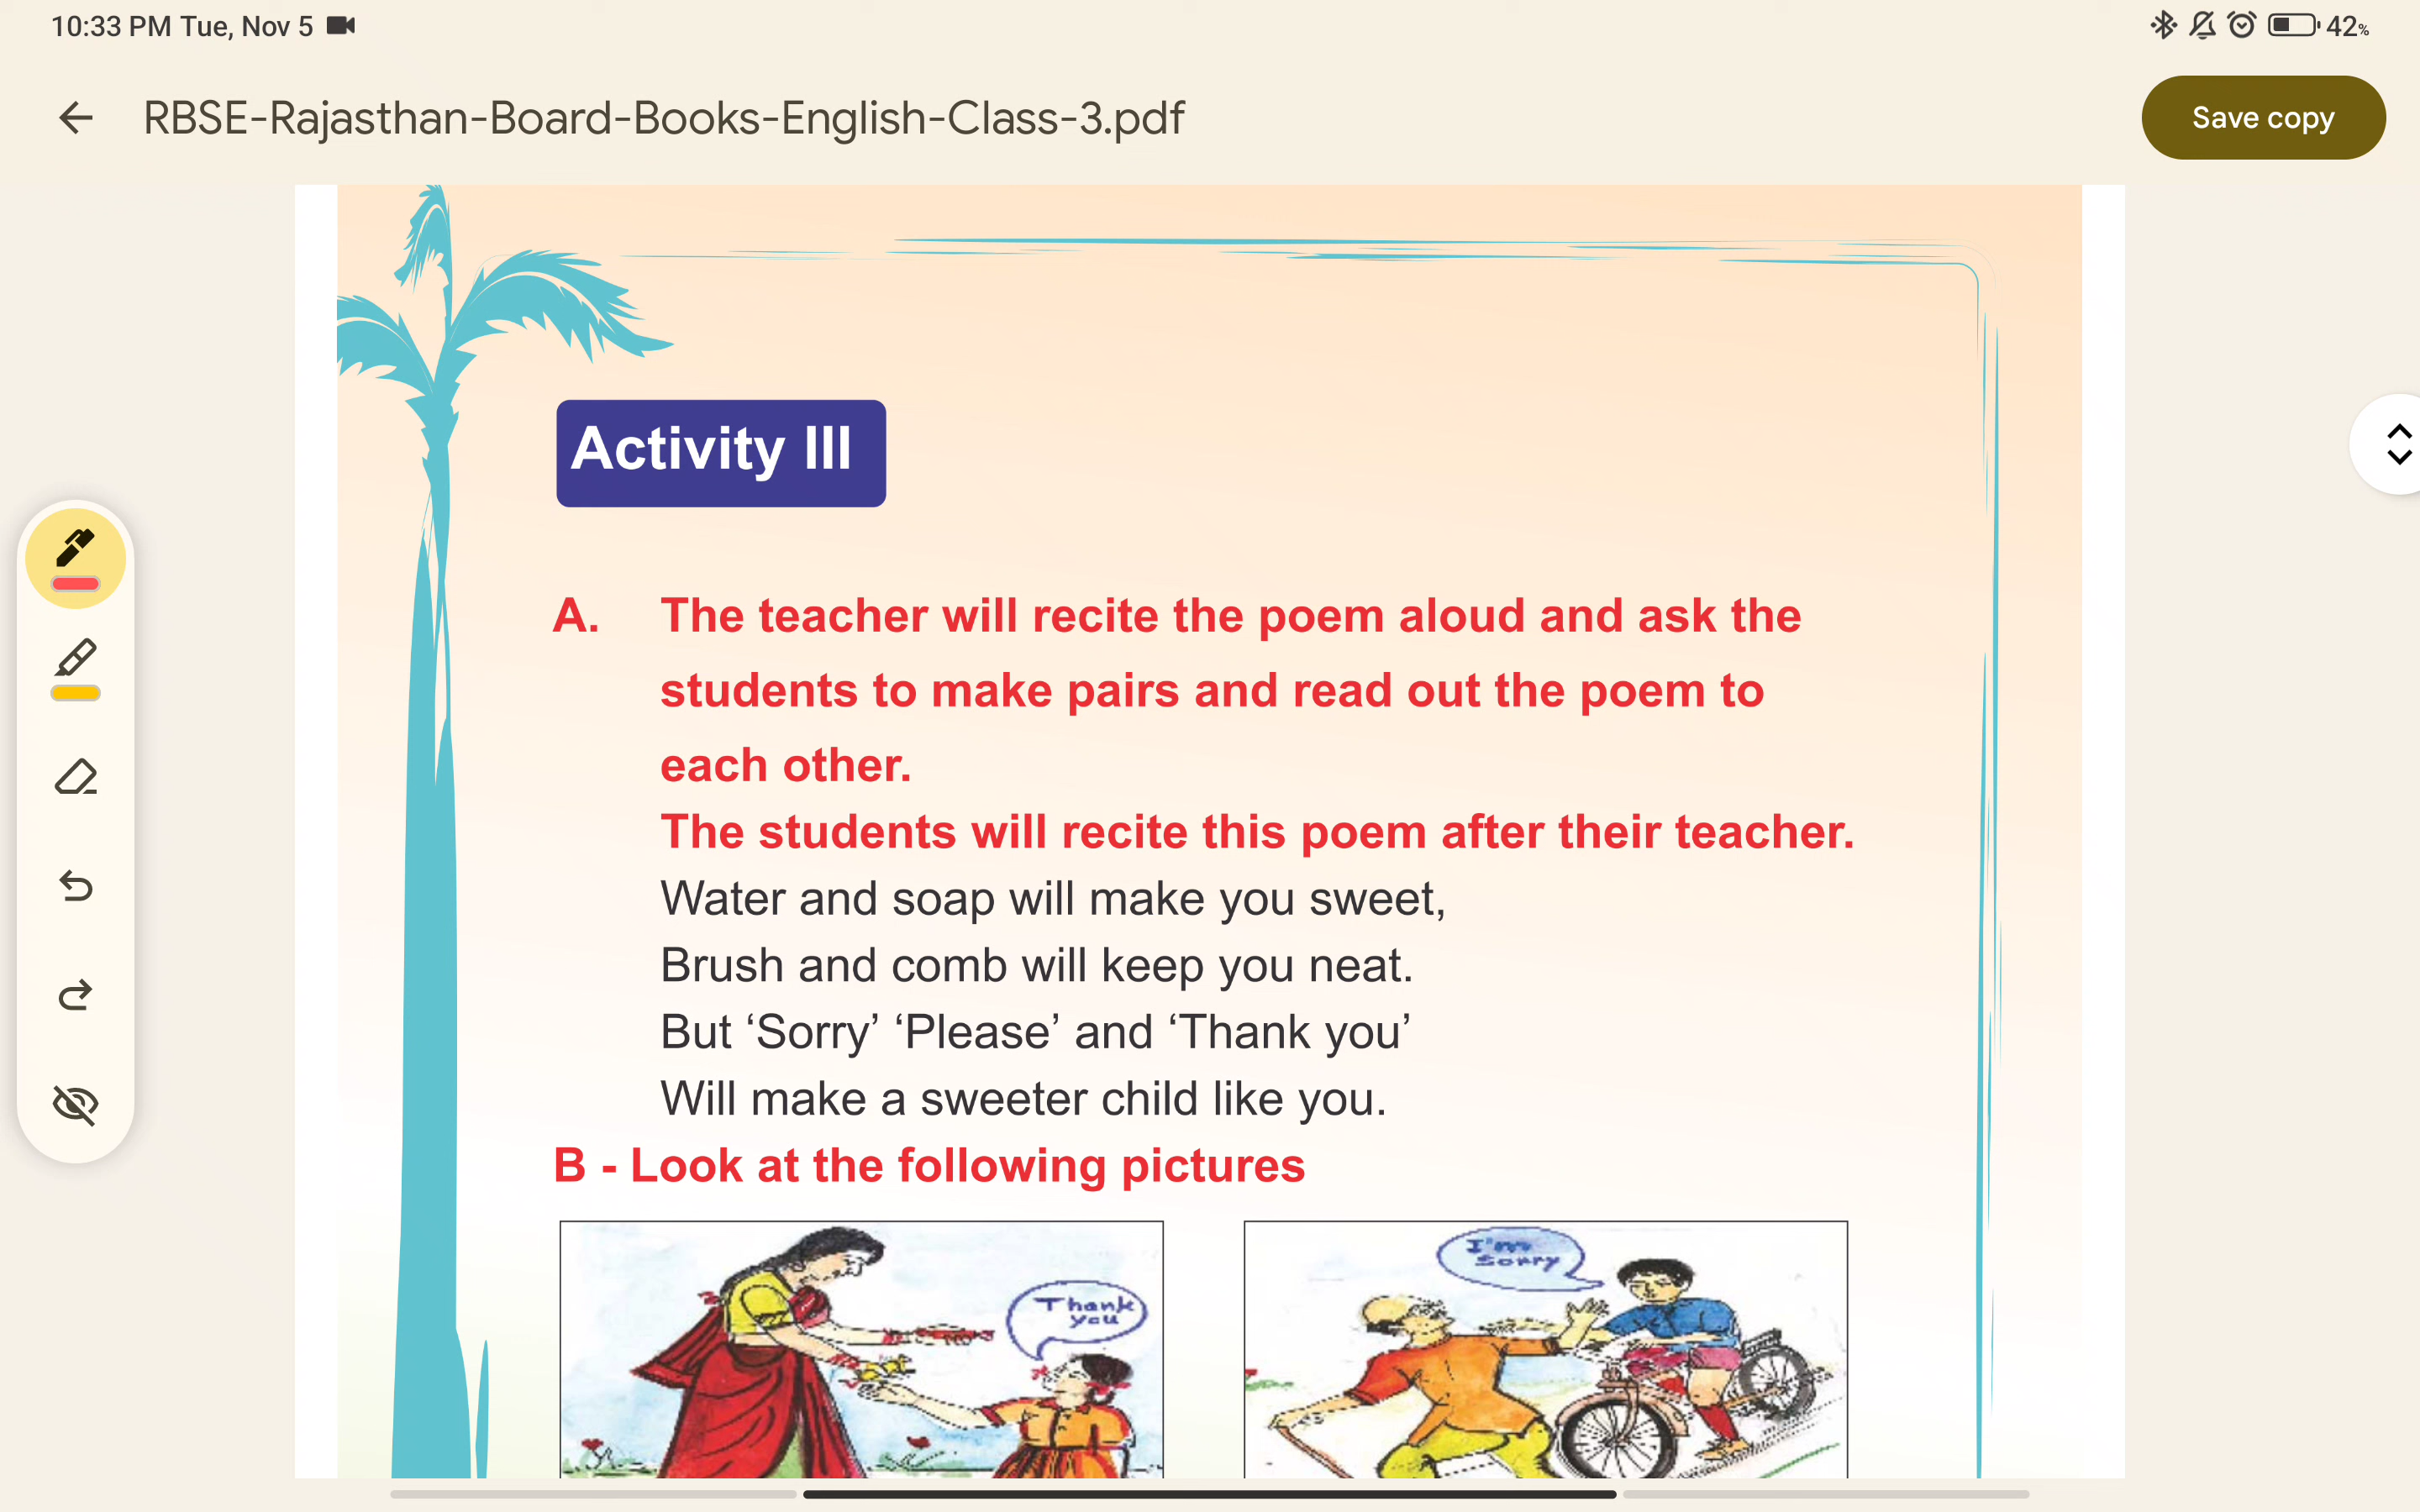 10:33 PM Tue, Nov 5
42%
RBSE-Rajasthan-Board-Books-English-Class-3.pdf
Save copy
Activity III
A. The teacher will recite the poem aloud and ask the
students to make pairs and read out the poem to
each other.
The students will recite this poem after their teacher.
Water and soap will make you sweet,
Brush and comb will keep you neat.
But ‘Sorry’ ‘Please’ and ‘Thank you’
Will make a sweeter child like you.
B - Look at the following pictures
Thank
you
I'm
Sorry